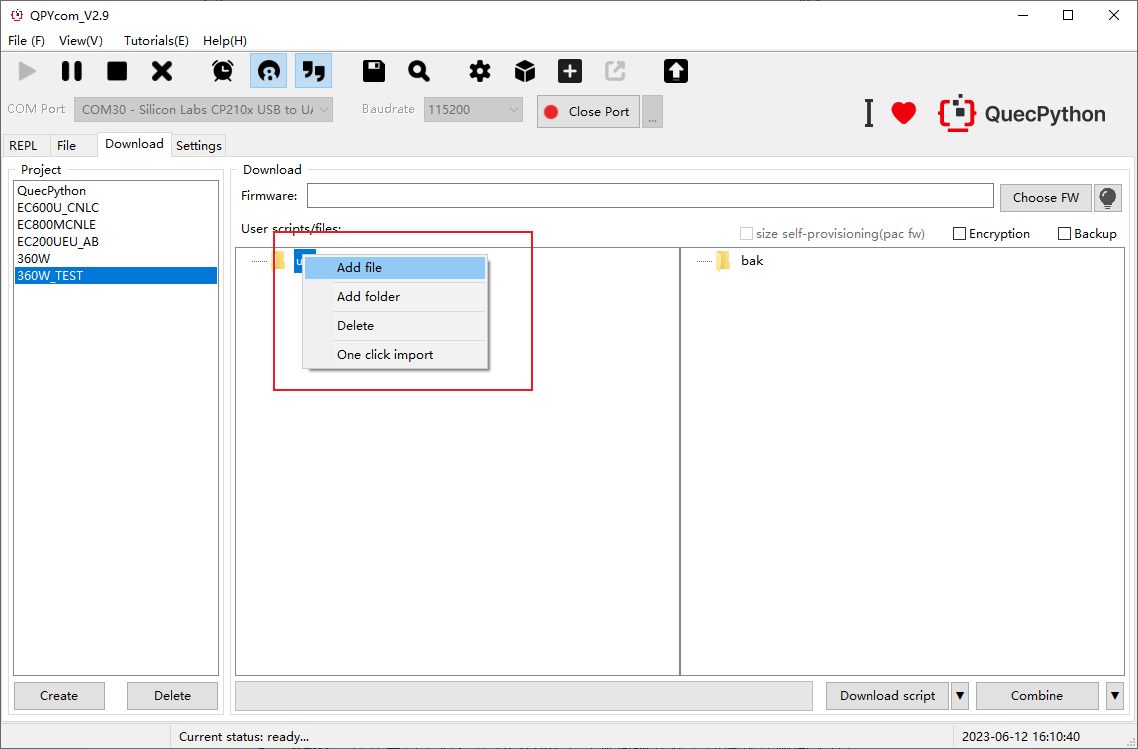 QPYcom_V2.9
File (F) View(V) Tutorials(E) Help(H)
COM Port COM30 - Silicon Labs CP210x USB to UA Baudrate 115200 Close Port ...
QuecPython
REPL File Download Settings
Project
QuecPython
EC600U_CNLC
EC800MCNLE
EC200UEU_AB
360W
360W_TEST
Create Delete
Download
Firmware: Choose FW
User scripts/files:
size self-provisioning(pac fw) Encryption Backup
bak
Add file
Add folder
Delete
One click import
Download script Combine
Current status: ready... 2023-06-12 16:10:40